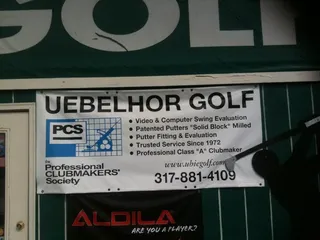 GOLF
UEBELHOR GOLF
PCS
• Video & Computer Swing Evaluation
• Patented Putters "Solid Block" Milled
• Putter Fitting & Evaluation
• Trusted Service Since 1972
• Professional Class "A" Clubmaker
The
Professional
CLUBMAKERS'
Society
www.ubiegolf.com
317-881-4109
ALDILA
ARE YOU A PLAYER?